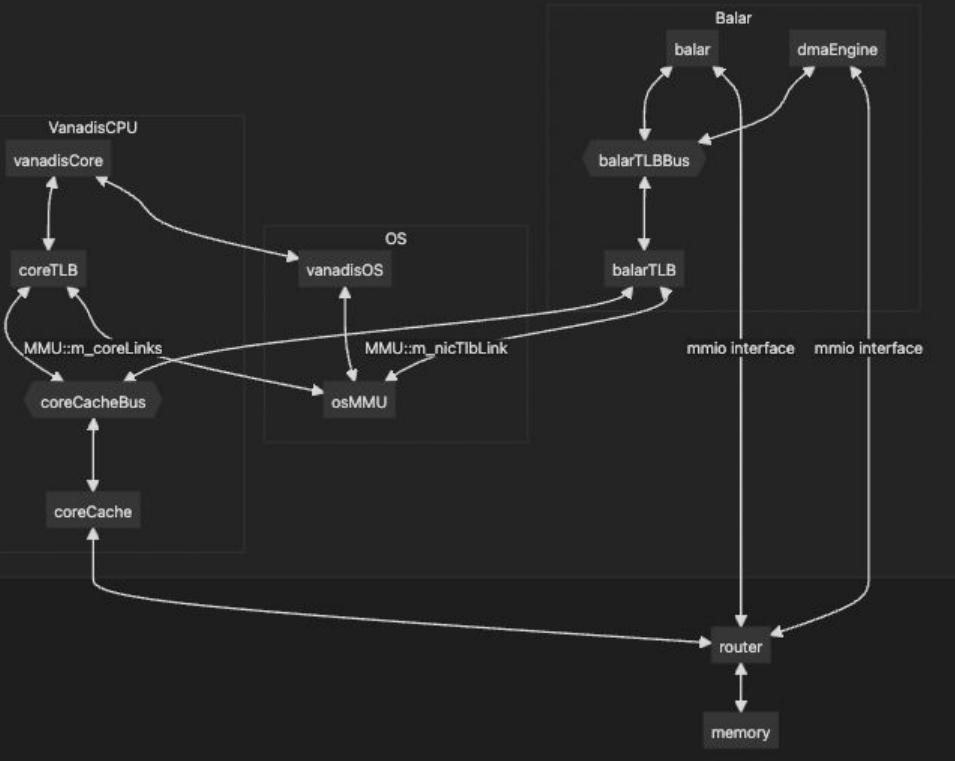 Balar
balar
dmaEngine
VanadisCPU
vanadisCore
balarTLBBus
OS
coreTLB
vanadisOS
balarTLB
MMU::m_coreLinks
MMU::m_nicTlbLink
mmio interface
mmio interface
coreCacheBus
osMMU
coreCache
router
memory